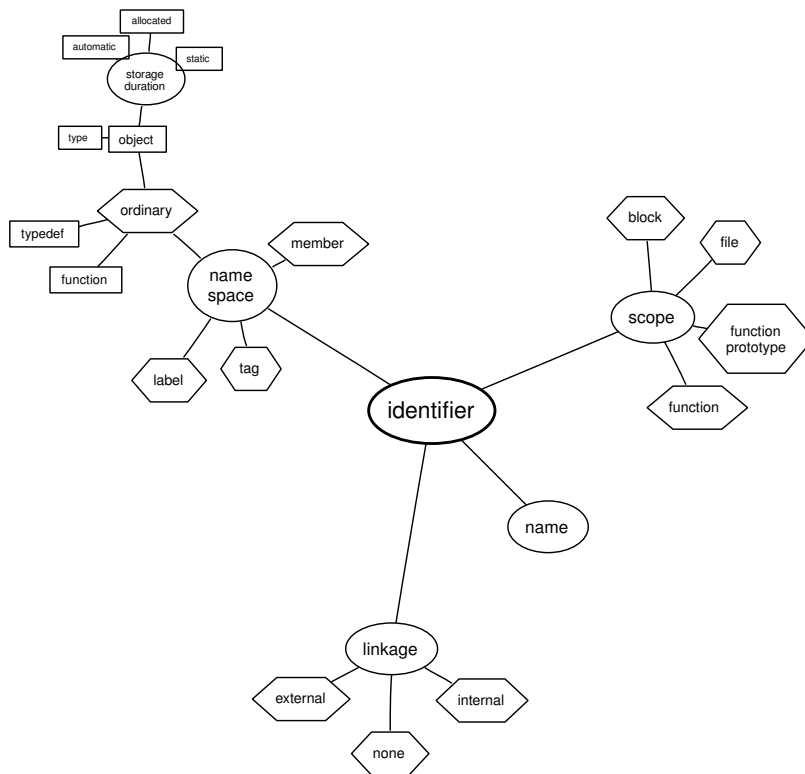 allocated
automatic
static
storage
duration
type
object
ordinary
typedef
function
member
name
space
label
tag
block
file
scope
function
prototype
function
identifier
name
linkage
external
internal
none